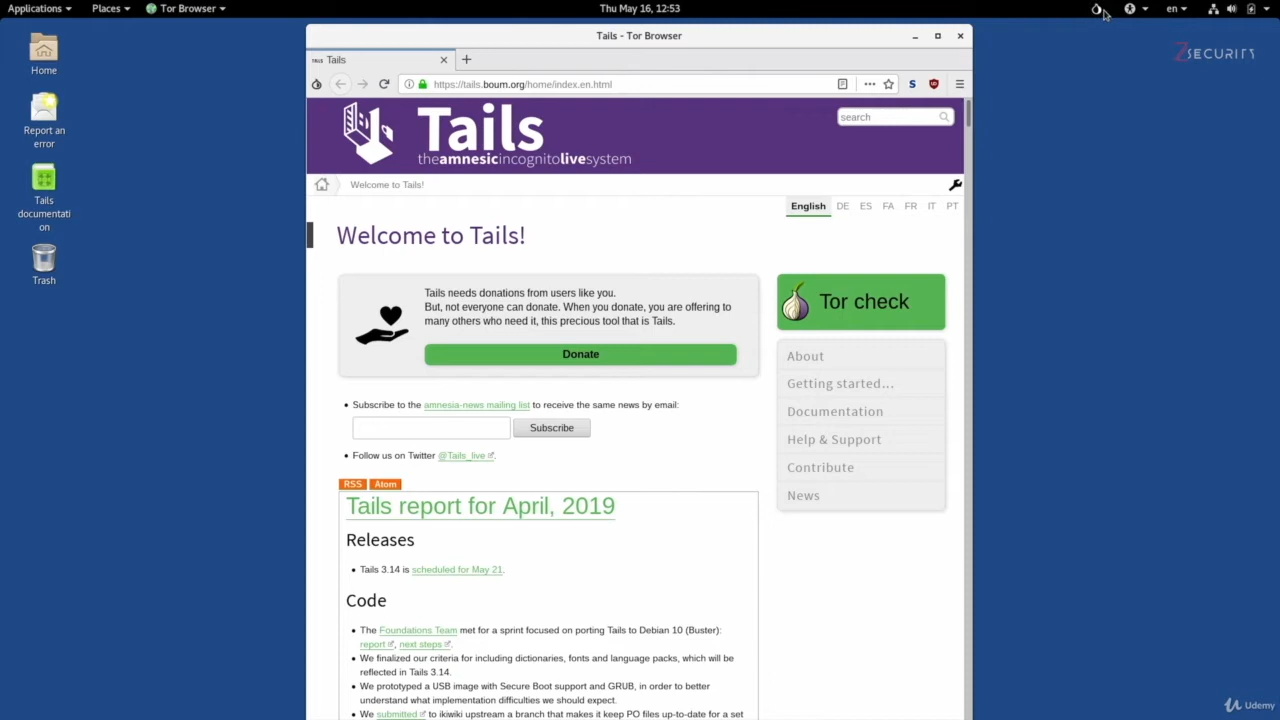 Applications Places Tor Browser Thu May 16, 12:53 en
Tails - Tor Browser
ZSECURITY
Home
Report an
error
Tails
documentati
on
Trash
TAILS Tails
https://tails.boum.org/home/index.en.html
S
Tails
theamnesicincognitolivesystem
search
Welcome to Tails!
English DE ES FA FR IT PT
Welcome to Tails!
Tails needs donations from users like you.
But, not everyone can donate. When you donate, you are offering to
many others who need it, this precious tool that is Tails.
Donate
Tor check
About
Getting started…
Documentation
Help & Support
Contribute
News
• Subscribe to the amnesia-news mailing list to receive the same news by email:
Subscribe
• Follow us on Twitter @Tails_live.
RSS Atom
Tails report for April, 2019
Releases
• Tails 3.14 is scheduled for May 21.
Code
• The Foundations Team met for a sprint focused on porting Tails to Debian 10 (Buster):
report, next steps.
• We finalized our criteria for including dictionaries, fonts and language packs, which will be
reflected in Tails 3.14.
• We prototyped a USB image with Secure Boot support and GRUB, in order to better
understand what implementation difficulties we should expect.
• We submitted to ikiwiki upstream a branch that makes it keep PO files up-to-date for a set
Udemy